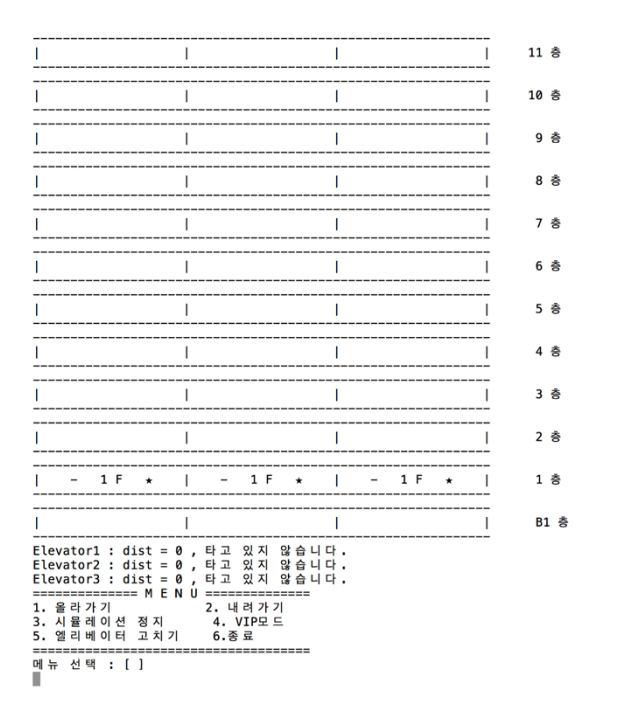 -------------------------------------------------------------
| | | | 11 층
-------------------------------------------------------------
-------------------------------------------------------------
| | | | 10 층
-------------------------------------------------------------
-------------------------------------------------------------
| | | | 9 층
-------------------------------------------------------------
-------------------------------------------------------------
| | | | 8 층
-------------------------------------------------------------
-------------------------------------------------------------
| | | | 7 층
-------------------------------------------------------------
-------------------------------------------------------------
| | | | 6 층
-------------------------------------------------------------
-------------------------------------------------------------
| | | | 5 층
-------------------------------------------------------------
-------------------------------------------------------------
| | | | 4 층
-------------------------------------------------------------
-------------------------------------------------------------
| | | | 3 층
-------------------------------------------------------------
-------------------------------------------------------------
| | | | 2 층
-------------------------------------------------------------
-------------------------------------------------------------
| - 1 F ★ | - 1 F ★ | - 1 F ★ | 1 층
-------------------------------------------------------------
-------------------------------------------------------------
| | | | B1 층
-------------------------------------------------------------
Elevator1 : dist = 0 , 타고 있지 않습니다.
Elevator2 : dist = 0 , 타고 있지 않습니다.
Elevator3 : dist = 0 , 타고 있지 않습니다.
============== M E N U ==============
1. 올라가기 2. 내려가기
3. 시뮬레이션 정지 4. VIP모드
5. 엘리베이터 고치기 6.종료
=====================================
메뉴 선택 : [ ]